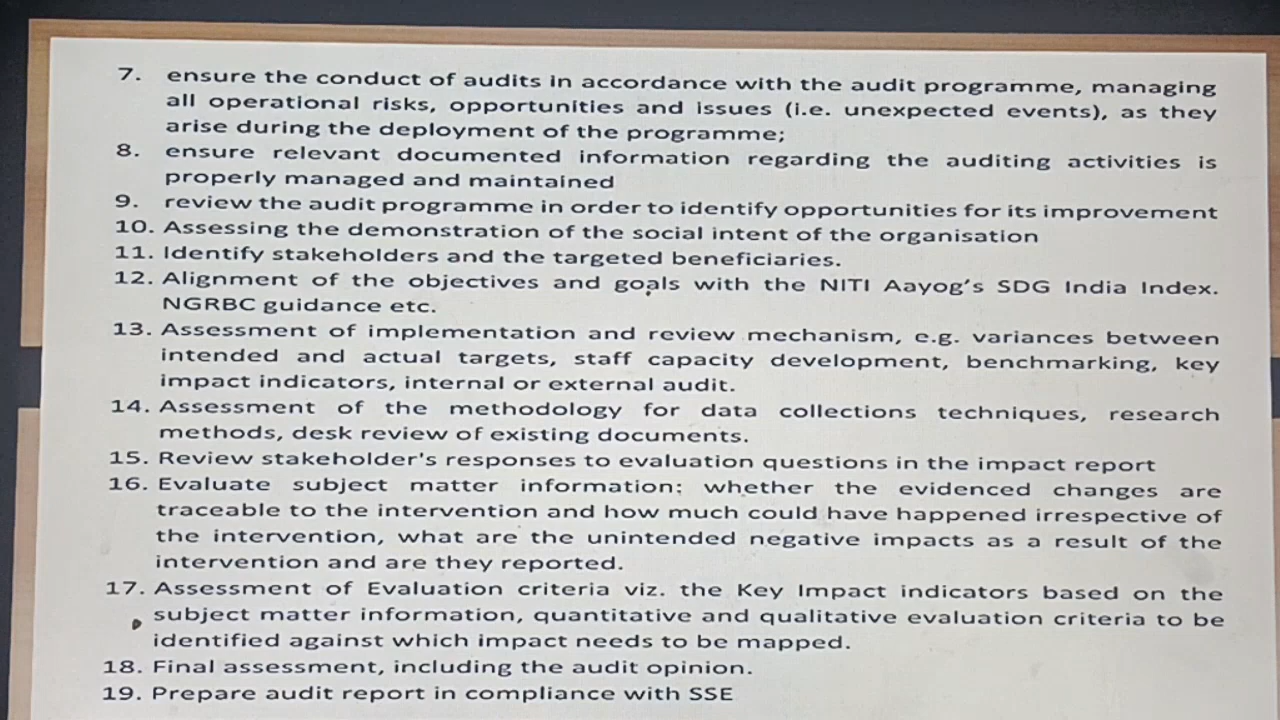 7. ensure the conduct of audits in accordance with the audit programme, managing
all operational risks, opportunities and issues (i.e. unexpected events), as they
arise during the deployment of the programme;
8. ensure relevant documented information regarding the auditing activities is
properly managed and maintained
9. review the audit programme in order to identify opportunities for its improvement
10. Assessing the demonstration of the social intent of the organisation
11. Identify stakeholders and the targeted beneficiaries.
12. Alignment of the objectives and goals with the NITI Aayog's SDG India Index.
NGRBC guidance etc.
13. Assessment of implementation and review mechanism, e.g. variances between
intended and actual targets, staff capacity development, benchmarking, key
impact indicators, internal or external audit.
14. Assessment of the methodology for data collections techniques, research
methods, desk review of existing documents.
15. Review stakeholder's responses to evaluation questions in the impact report
16. Evaluate subject matter information: whether the evidenced changes are
traceable to the intervention and how much could have happened irrespective of
the intervention, what are the unintended negative impacts as a result of the
intervention and are they reported.
17. Assessment of Evaluation criteria viz. the Key Impact indicators based on the
subject matter information, quantitative and qualitative evaluation criteria to be
identified against which impact needs to be mapped.
18. Final assessment, including the audit opinion.
19. Prepare audit report in compliance with SSE